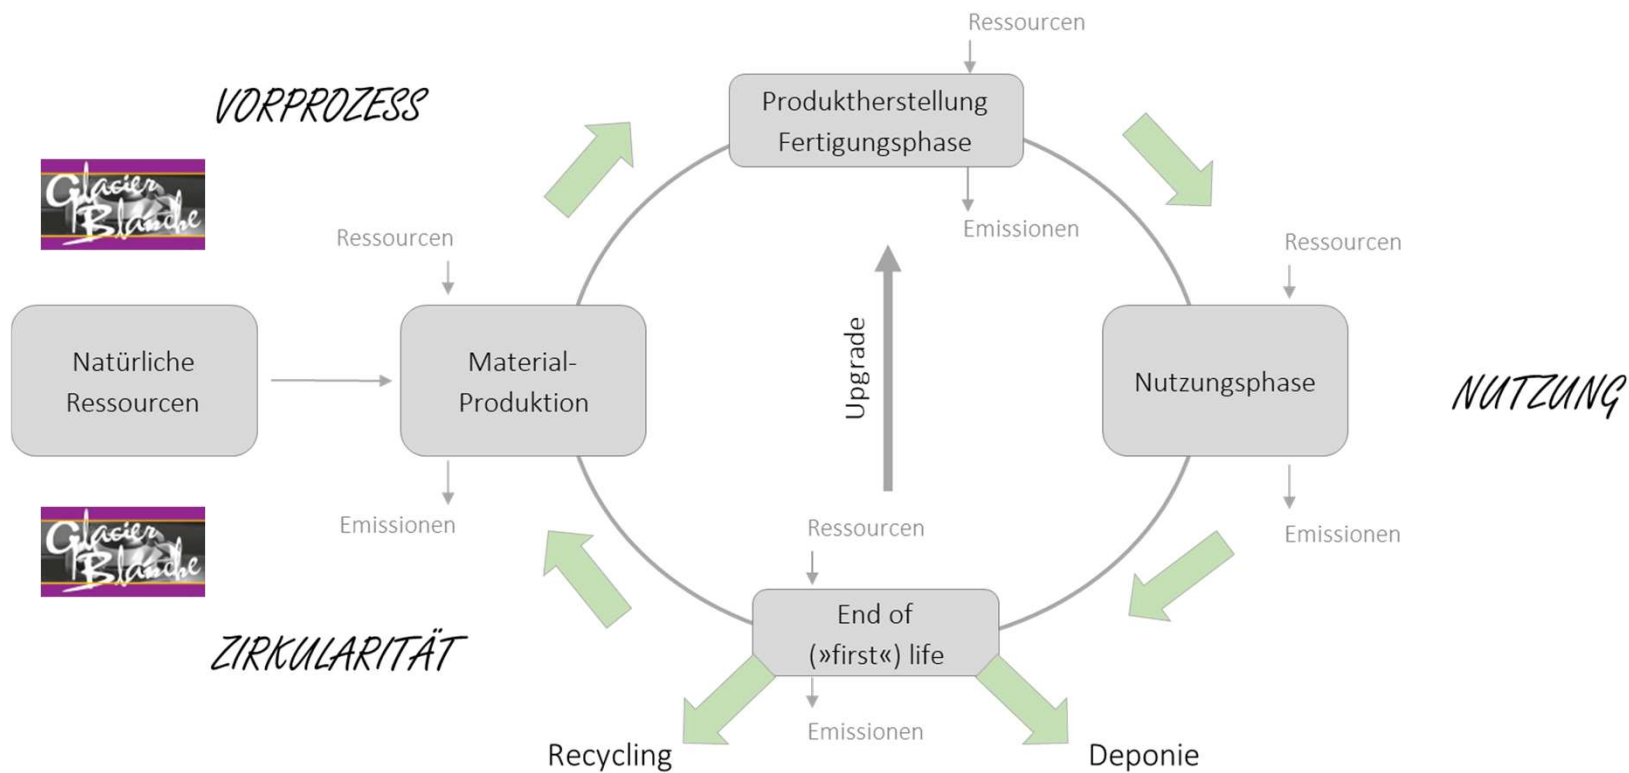 Ressourcen
VORPROZESS
Produktherstellung
Fertigungsphase
Glacier
Blanche
Emissionen
Ressourcen
Ressourcen
Natürliche
Ressourcen
Material-
Produktion
Upgrade
Nutzungsphase
NUTZUNG
Emissionen
Ressourcen
Emissionen
Glacier
Blanche
End of
(»first«) life
ZIRKULARITÄT
Emissionen
Recycling
Deponie